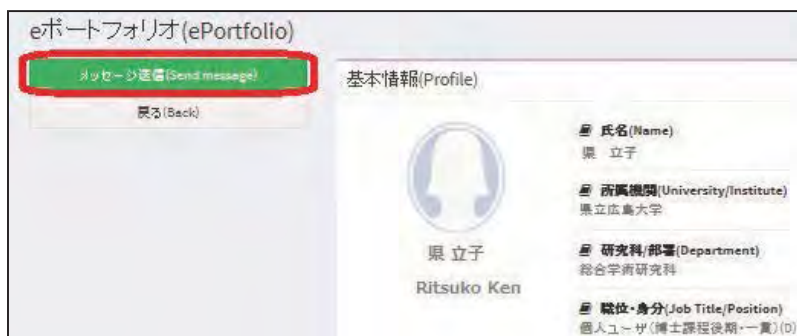 eポートフォリオ(ePortfolio)
メッセージ送信(Send message)
戻る(Back)
基本情報(Profile)
県 立子
Ritsuko Ken
氏名(Name)
県 立子
所属機関(University/Institute)
県立広島大学
研究科/部署(Department)
総合学術研究科
職位・身分(Job Title/Position)
個人ユーザ(博士課程後期・一貫)(D)